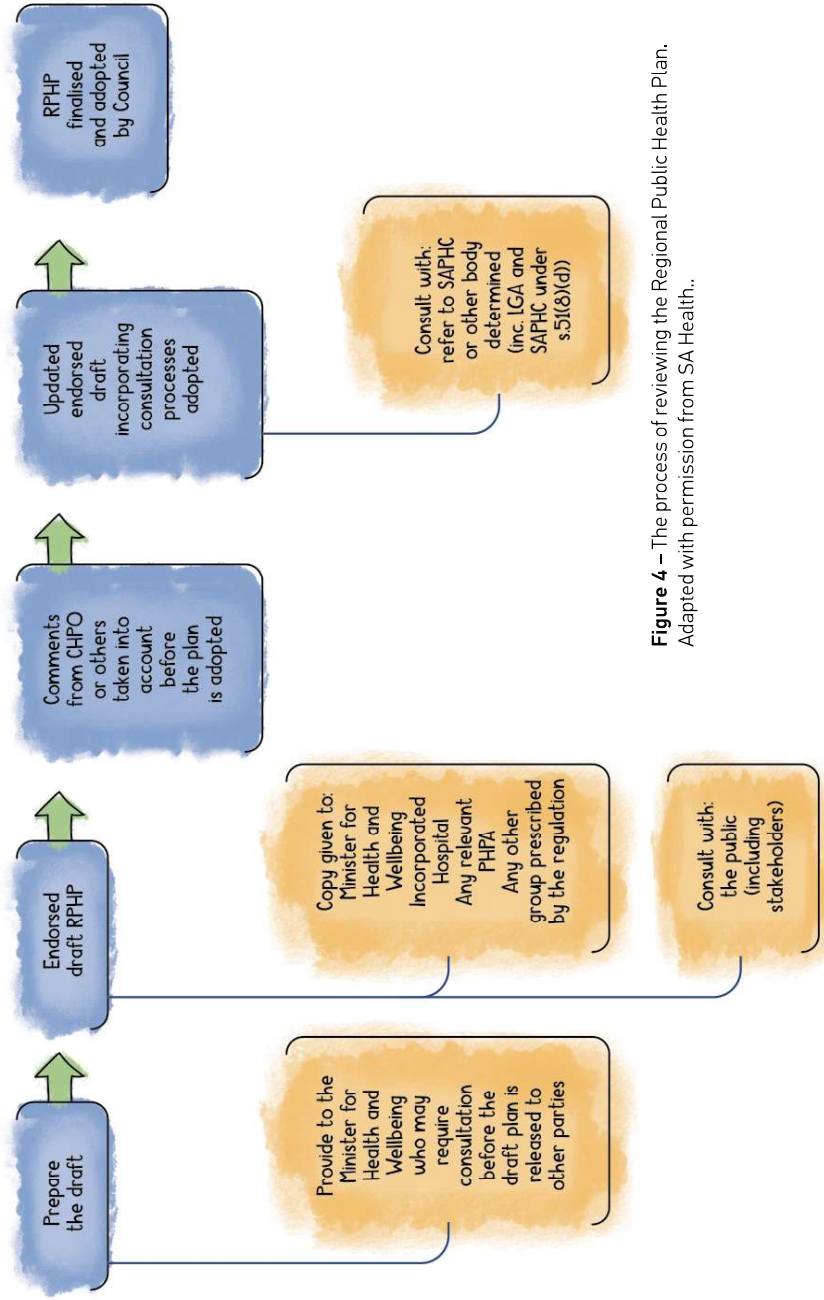 Prepare
the draft
Endorsed
draft RPHP
Comments
from CHPO
or others
taken into
account
before
the plan
is adopted
Updated
endorsed
draft
incorporating
consultation
processes
adopted
RPHP
finalised
and adopted
by Council
Provide to the
Minister for
Health and
Wellbeing
who may
require
consultation
before the
draft plan is
released to
other parties
Copy given to:
Minister for
Health and
Wellbeing
Incorporated
Hospital
Any relevant
PHPA
Any other
group prescribed
by the regulation
Consult with:
the public
(including
stakeholders)
Consult with:
refer to SAPHC
or other body
determined
(inc. LGA and
SAPHC under
s.51(8)(d))
Figure 4 – The process of reviewing the Regional Public Health Plan.
Adapted with permission from SA Health..